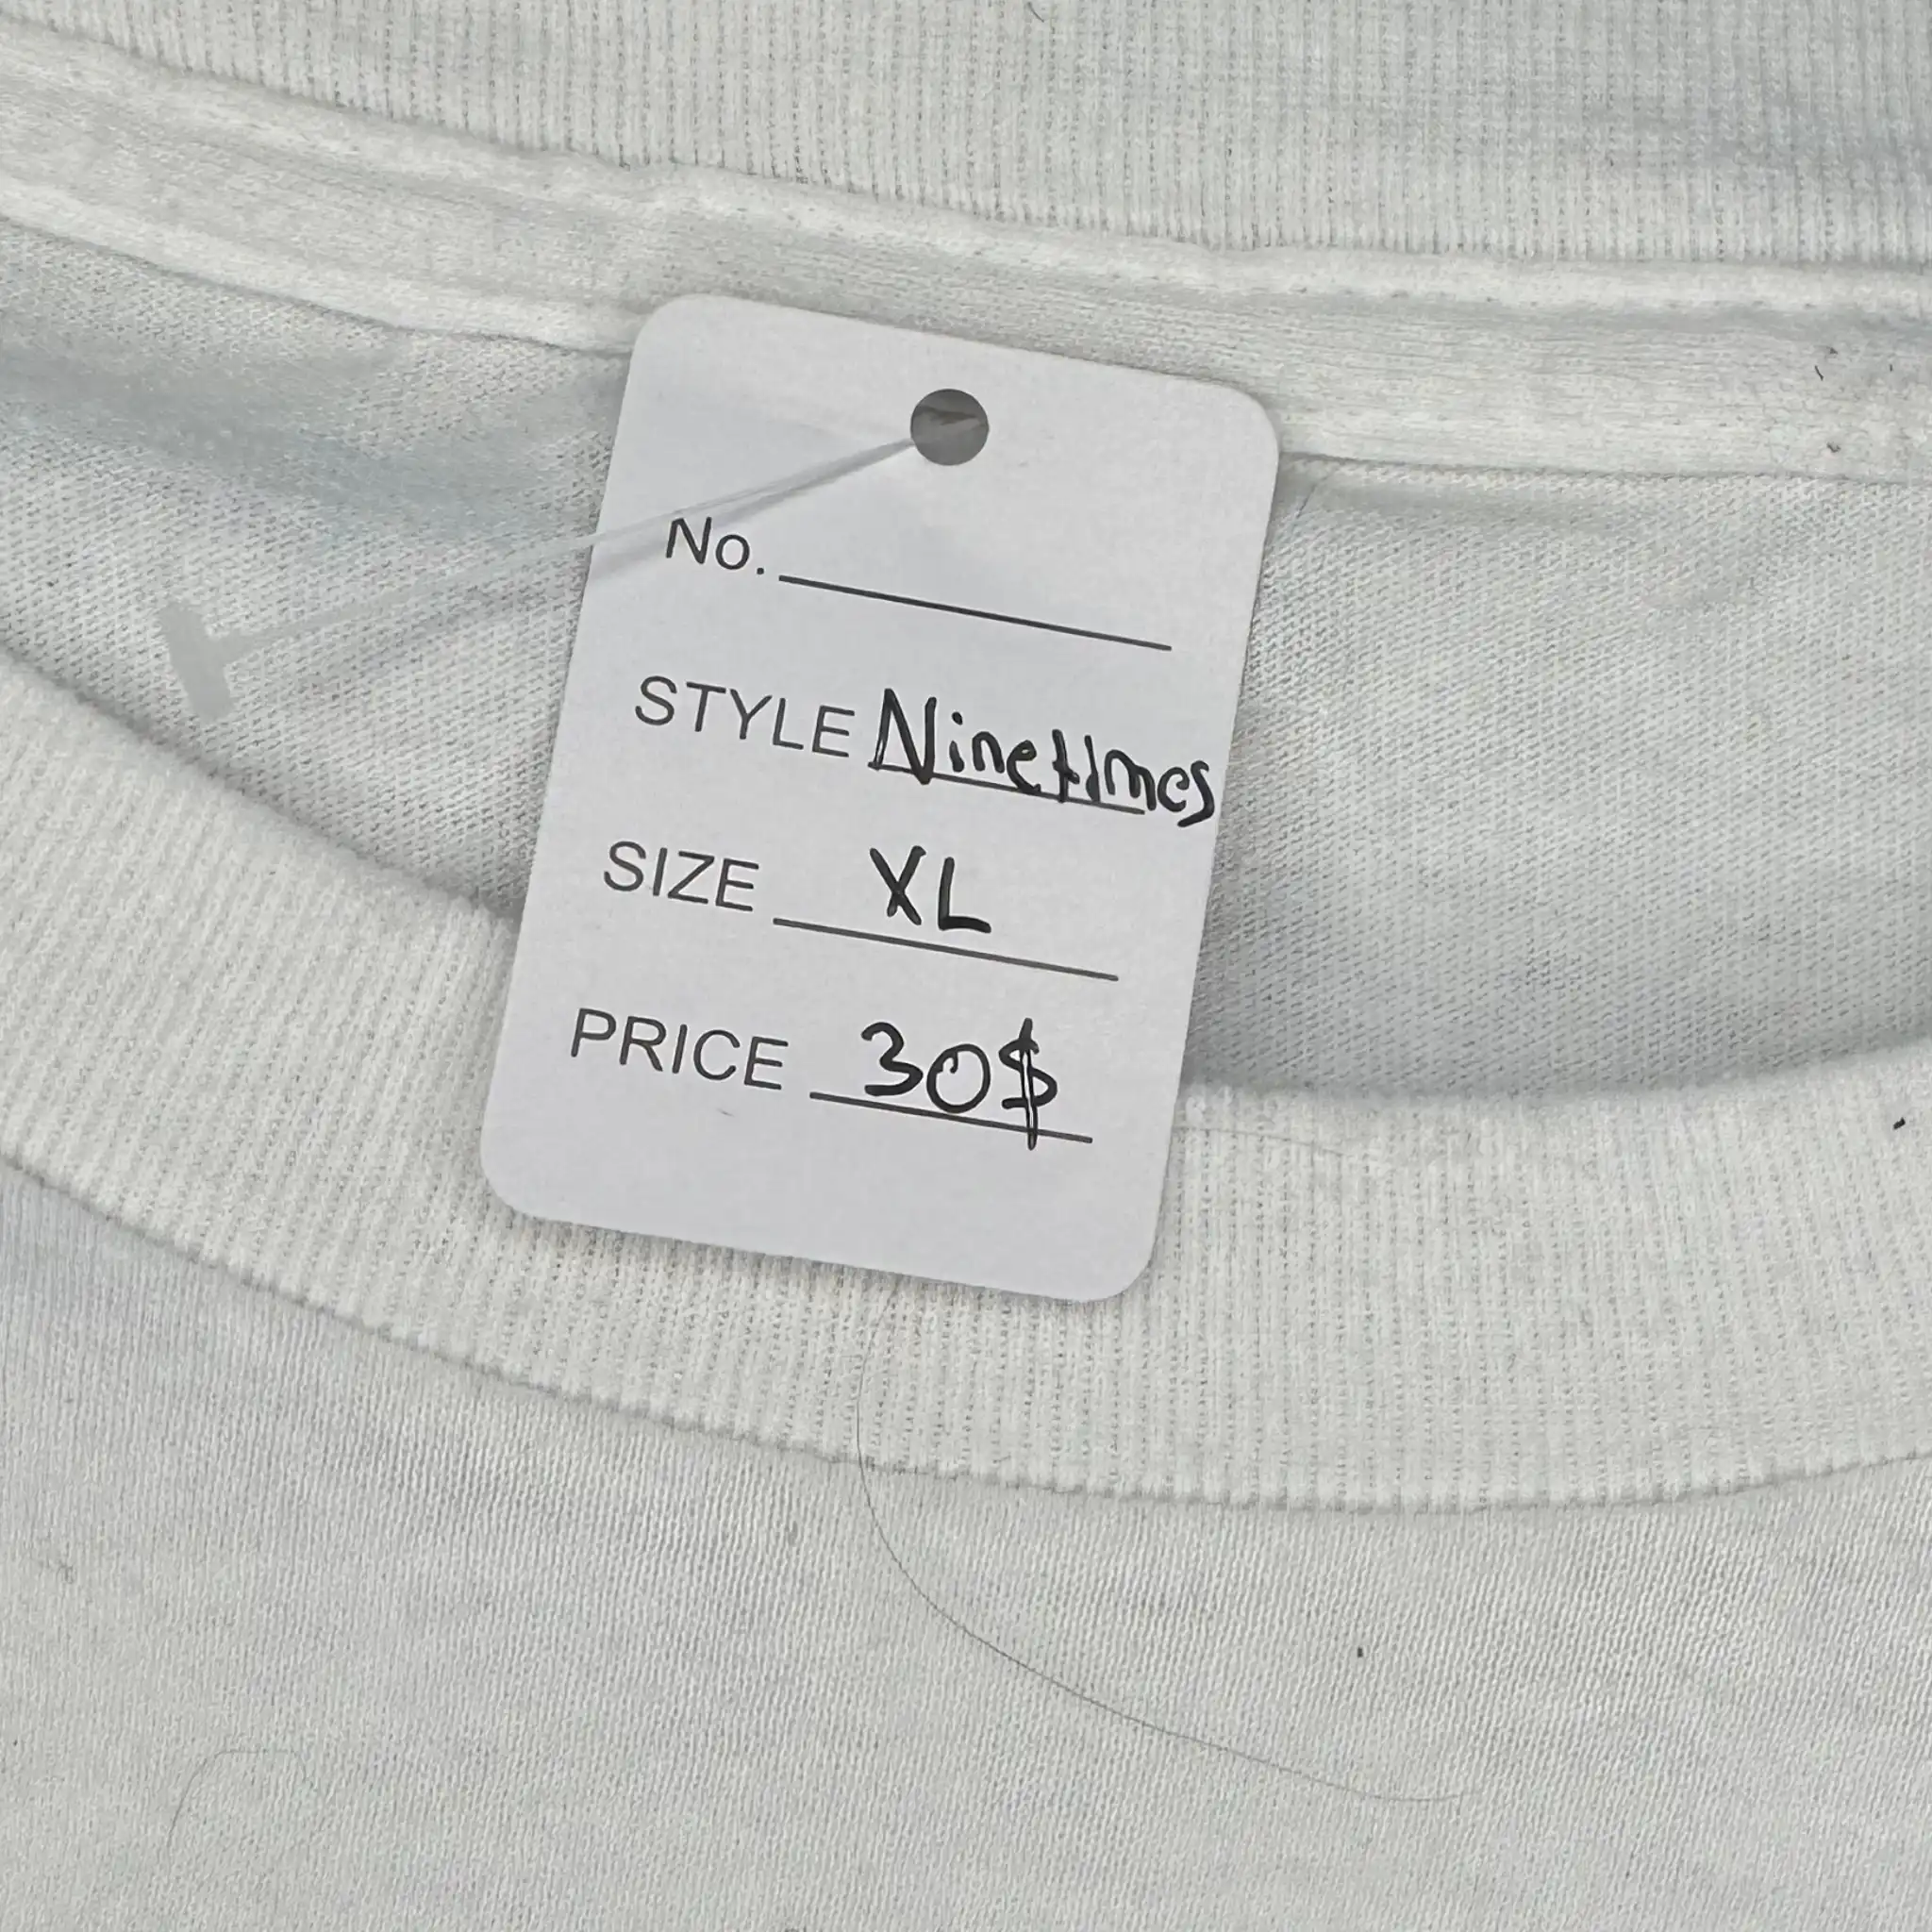 No.
STYLE Ninetimes
SIZE XL
PRICE 30$